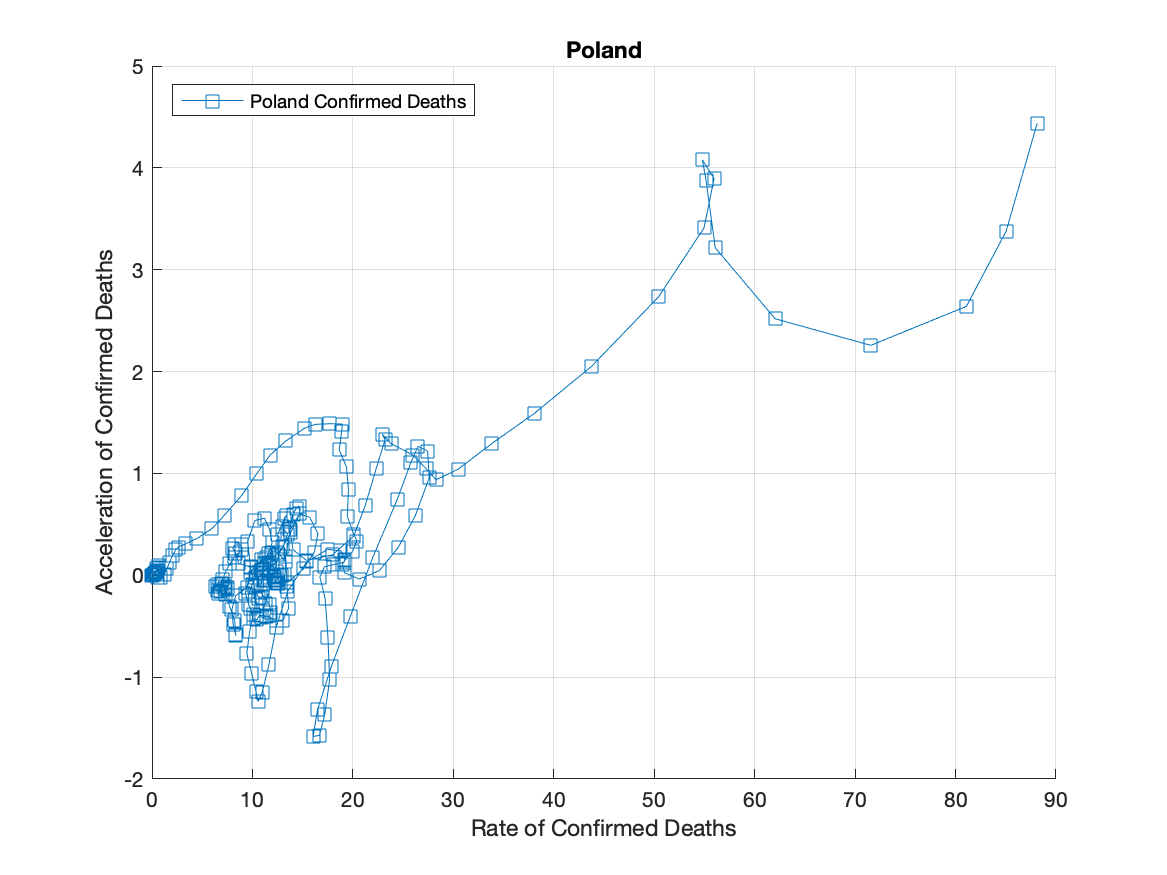 Poland
5
Poland Confirmed Deaths
4
3
2
1
0
-1
-2
Acceleration of Confirmed Deaths
0 10 20 30 40 50 60 70 80 90
Rate of Confirmed Deaths